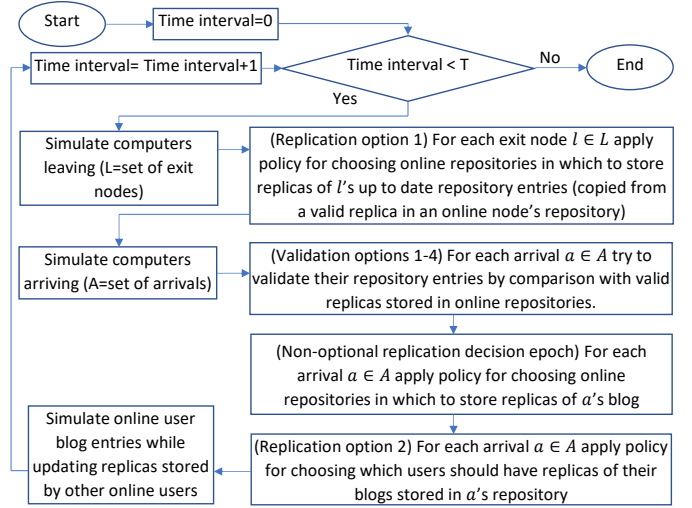 Start
Time interval=0
Time interval= Time interval+1
Time interval < T
No
End
Yes
Simulate computers
leaving (L=set of exit
nodes)
(Replication option 1) For each exit node l ∈ L apply
policy for choosing online repositories in which to store
replicas of l's up to date repository entries (copied from
a valid replica in an online node's repository)
Simulate computers
arriving (A=set of arrivals)
(Validation options 1-4) For each arrival a ∈ A try to
validate their repository entries by comparison with valid
replicas stored in online repositories.
(Non-optional replication decision epoch) For each
arrival a ∈ A apply policy for choosing online
repositories in which to store replicas of a's blog
(Replication option 2) For each arrival a ∈ A apply policy
for choosing which users should have replicas of their
blogs stored in a's repository
Simulate online user
blog entries while
updating replicas stored
by other online users